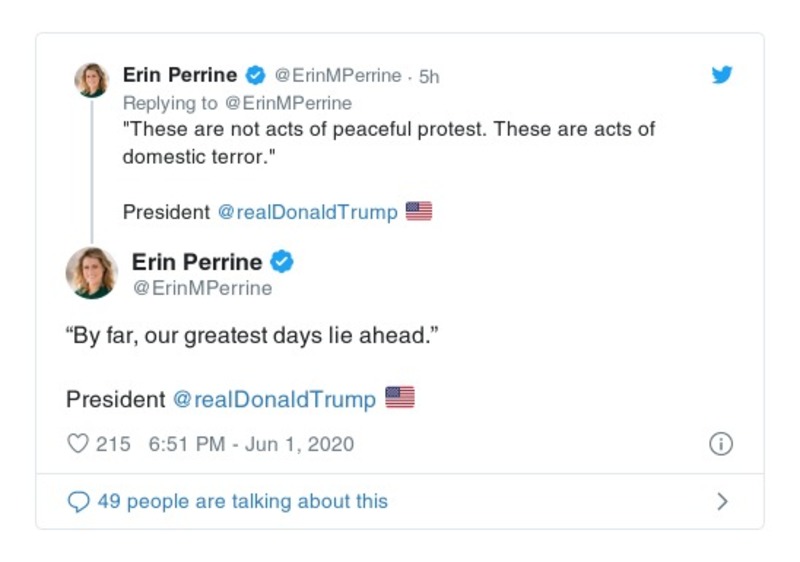 Erin Perrine @ErinMPerrine · 5h
Replying to @ErinMPerrine
"These are not acts of peaceful protest. These are acts of
domestic terror."
President @realDonaldTrump 🇺🇸
Erin Perrine
@ErinMPerrine
“By far, our greatest days lie ahead.”
President @realDonaldTrump 🇺🇸
215 6:51 PM - Jun 1, 2020
49 people are talking about this